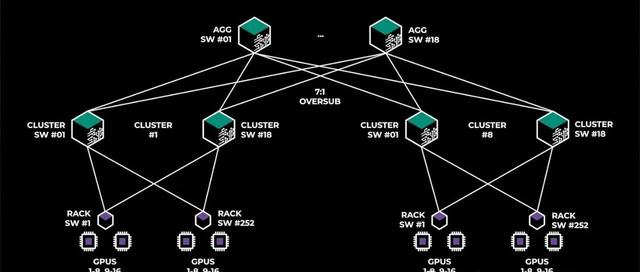 AGG
SW #01
...
AGG
SW #18
7:1
OVERSUB
CLUSTER
SW #01
CLUSTER
#1
CLUSTER
SW #18
CLUSTER
SW #01
CLUSTER
#8
CLUSTER
SW #18
RACK
SW #1
RACK
SW #252
RACK
SW #1
RACK
SW #252
GPUS
1-8, 9-16
GPUS
1-8, 9-16
GPUS
1-8, 9-16
GPUS
1-8, 9-16